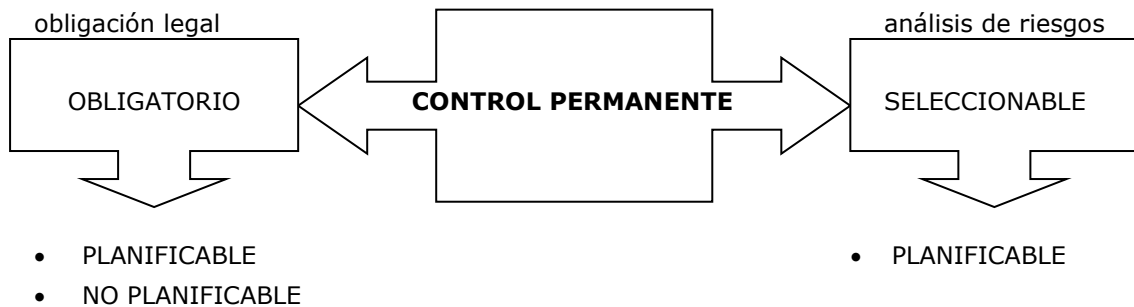 obligación legal
análisis de riesgos
OBLIGATORIO
CONTROL PERMANENTE
SELECCIONABLE
• PLANIFICABLE
• NO PLANIFICABLE
• PLANIFICABLE